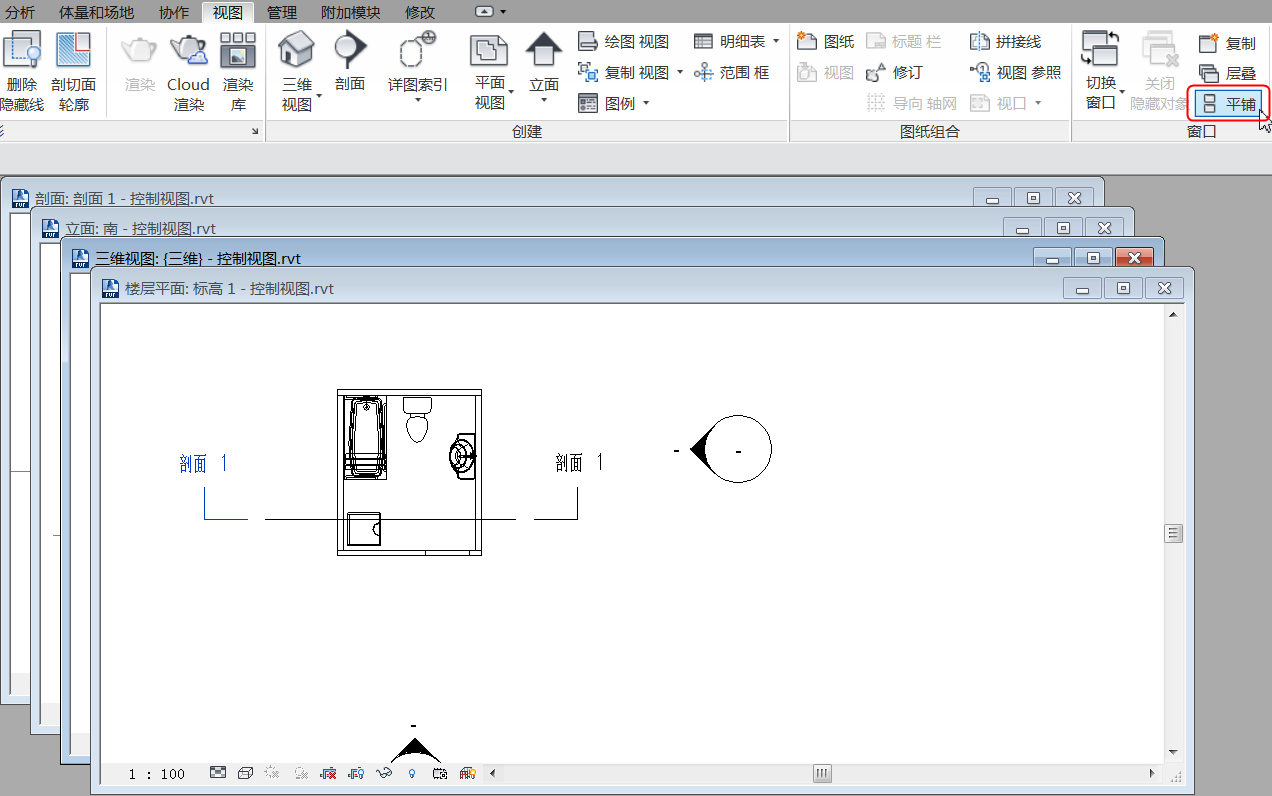 分析 体量和场地 协作 视图 管理 附加模块 修改
删除 隐藏线
剖切面 轮廓
渲染
Cloud 渲染
渲染 库
三维 视图
剖面
详图索引
平面 视图
立面
绘图 视图
复制 视图
图例
明细表
范围 框
图纸
视图
标题 栏
修订
导向 轴网
拼接线
视图 参照
视口
切换 窗口
关闭 隐藏对象
复制
层叠
平铺
创建
图纸组合
窗口
剖面: 剖面 1 - 控制视图.rvt
立面: 南 - 控制视图.rvt
三维视图: {三维} - 控制视图.rvt
楼层平面: 标高 1 - 控制视图.rvt
剖面 1
剖面 1
1 : 100